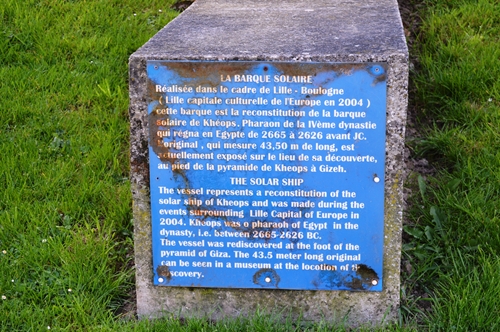 LA BARQUE SOLAIRE
Réalisée dans le cadre de Lille - Boulogne
( Lille capitale culturelle de l'Europe en 2004 )
cette barque est la reconstitution de la barque
solaire de Khéops. Pharaon de la IVème dynastie
qui régna en Egypte de 2665 à 2626 avant JC.
L'original , qui mesure 43,50 m de long, est
actuellement exposé sur le lieu de sa découverte,
au pied de la pyramide de Kheops à Gizeh.
THE SOLAR SHIP
The vessel represents a reconstitution of the
solar ship of Kheops and was made during the
events surrounding Lille Capital of Europe in
2004. Kheops was a pharaoh of Egypt in the
dynasty, i.e. between 2665-2626 BC.
The vessel was rediscovered at the foot of the
pyramid of Giza. The 43.5 meter long original
can be seen in a museum at the location of
discovery.